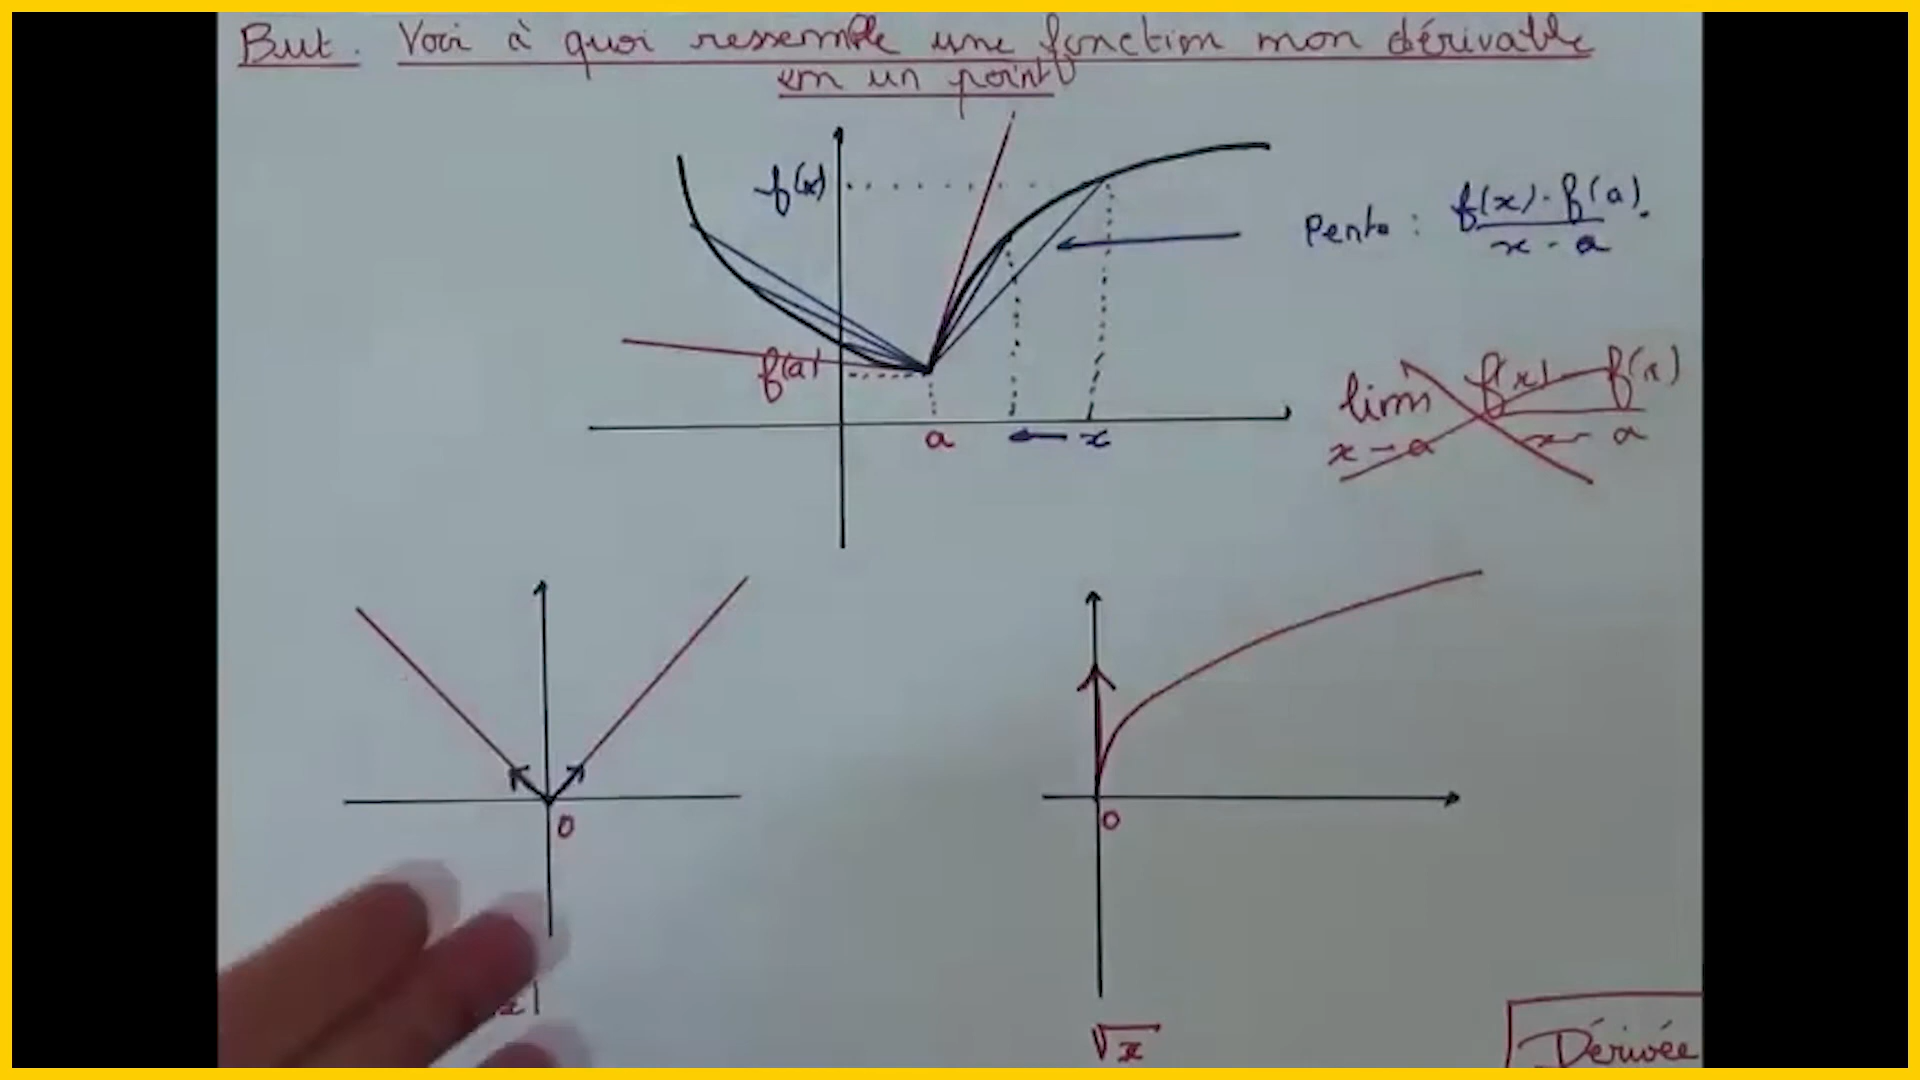 But. Voir à quoi ressemble une fonction non dérivable
en un point
f(x)
Pente : f(x) - f(a)
x - a
f(a)
lim f(x) - f(a)
x → a x - a
a ← x
0
0
x|
√x
Dérivée